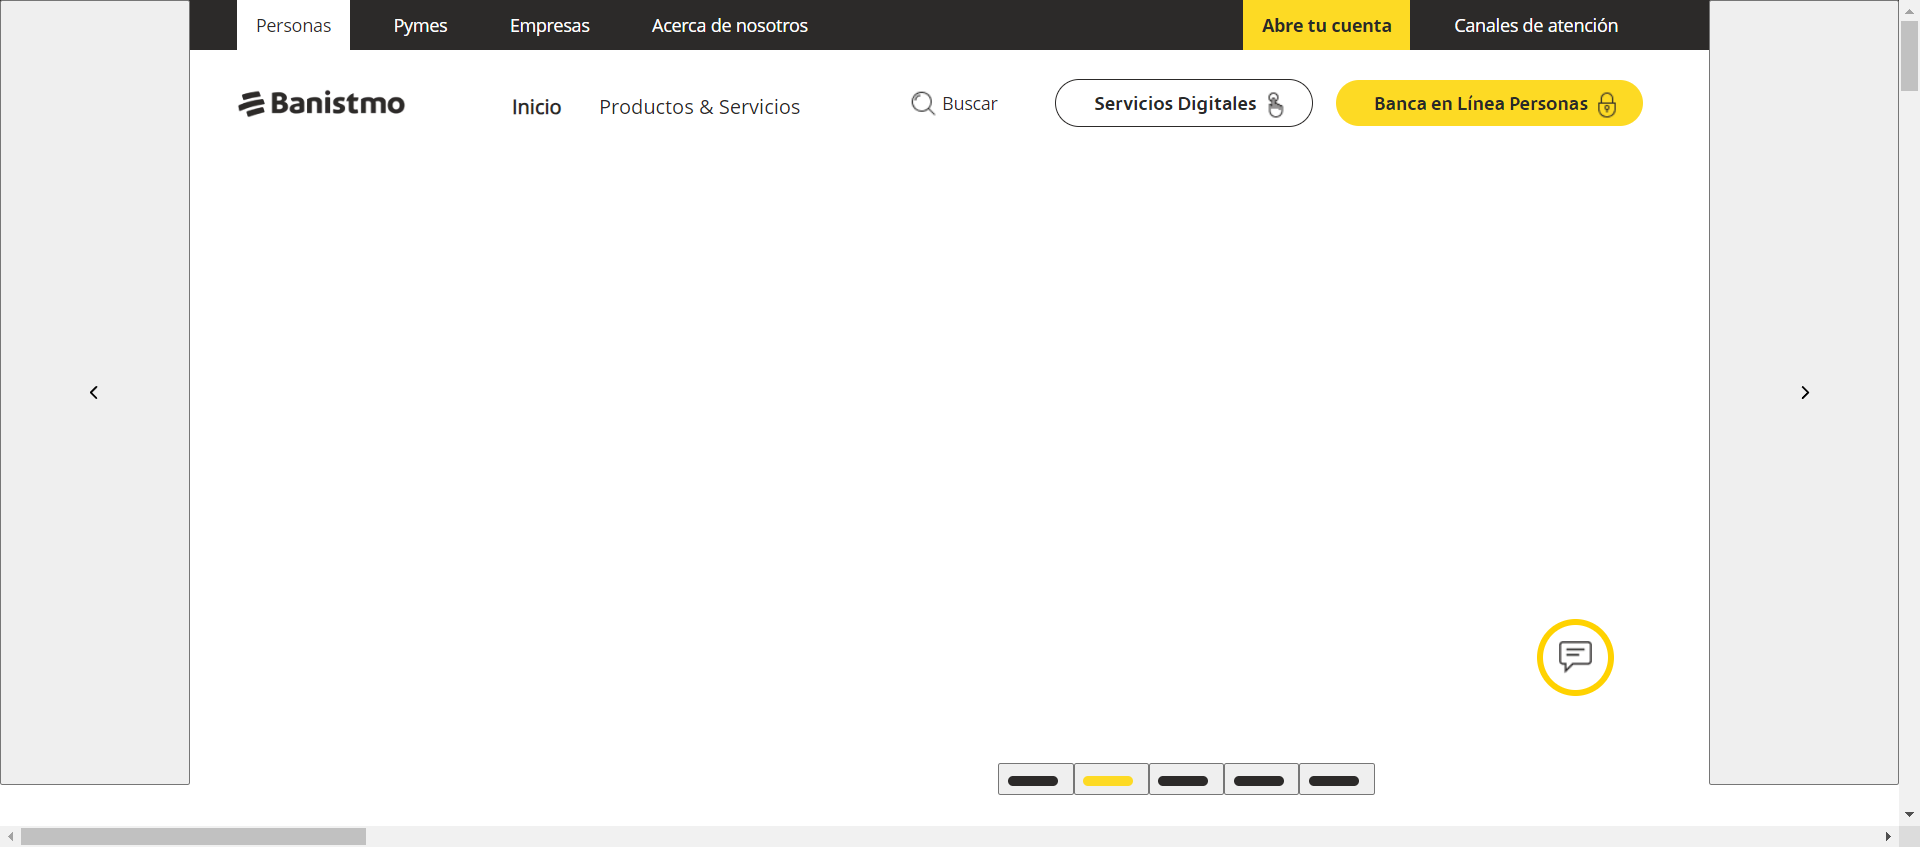 Personas Pymes Empresas Acerca de nosotros Abre tu cuenta Canales de atención
Banistmo Inicio Productos & Servicios Buscar Servicios Digitales Banca en Línea Personas